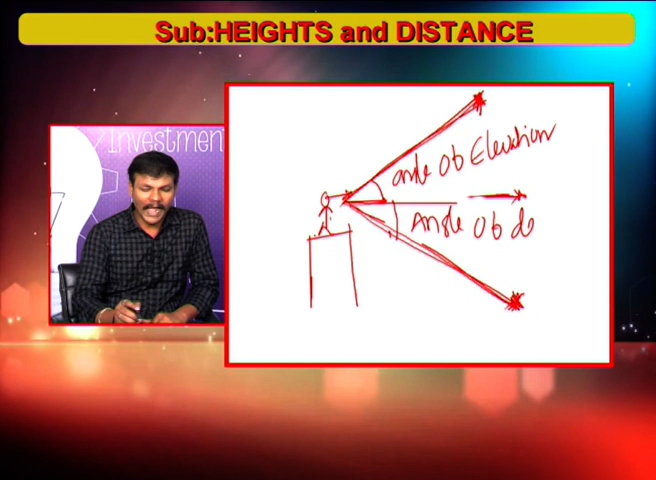 Sub:HEIGHTS and DISTANCE
Investment
Angle Of Elevation
Angle Of de